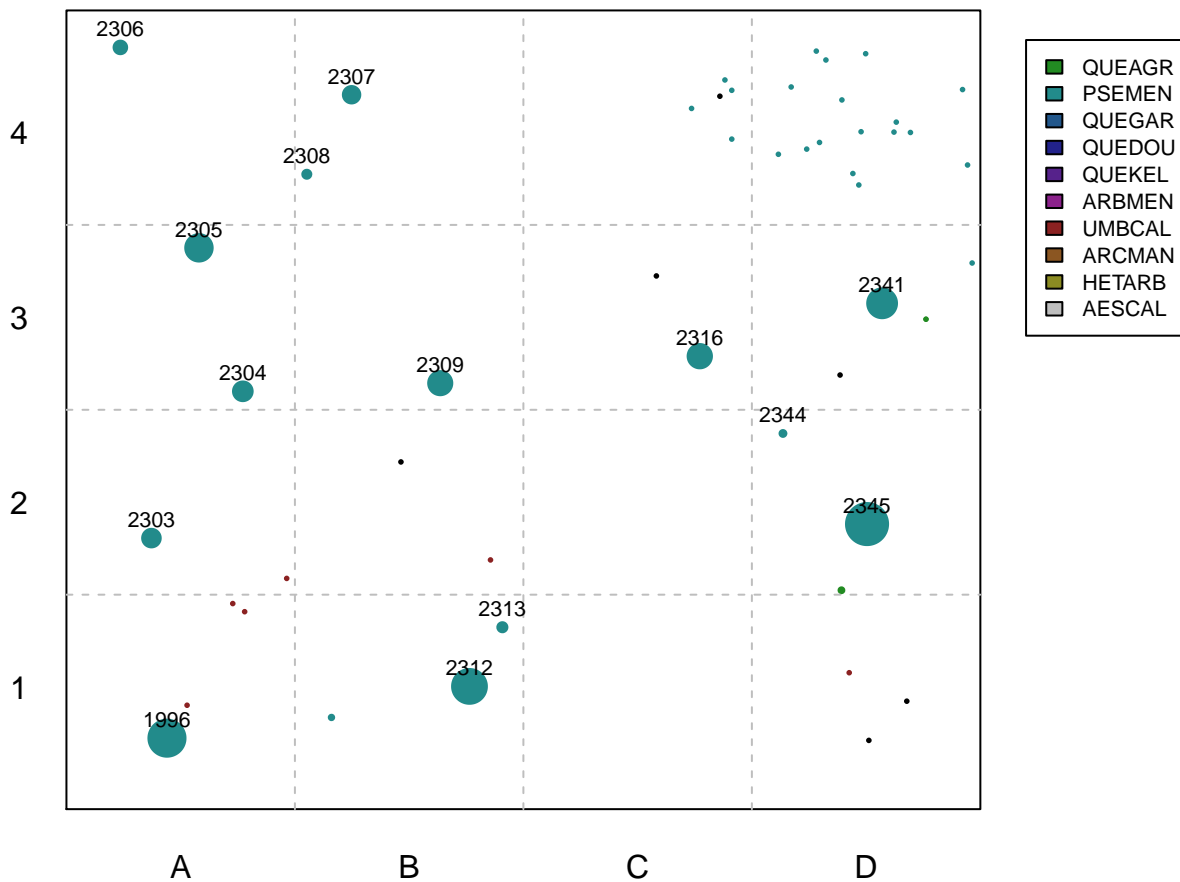 2306
2307
2308
4
2305
2341
3
2316
2309
2304
2344
2345
2
2303
2313
2312
1
1996
A
B
C
D
QUEAGR
PSEMEN
QUEGAR
QUEDOU
QUEKEL
ARBMEN
UMBCAL
ARCMAN
HETARB
AESCAL